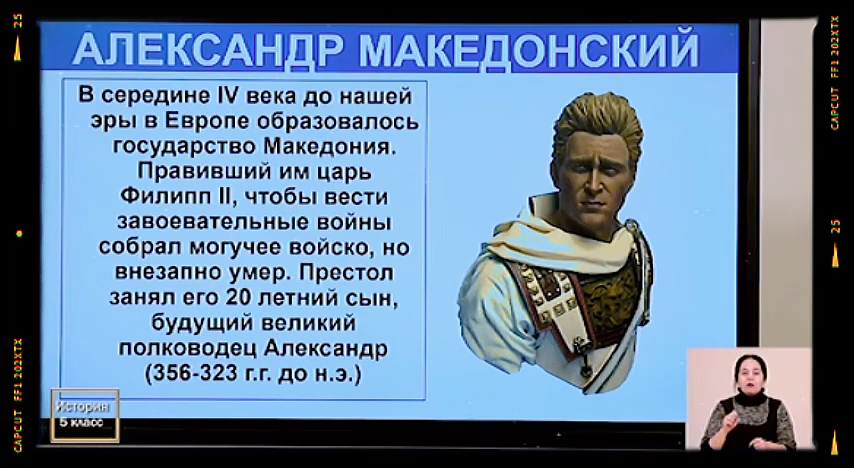 АЛЕКСАНДР МАКЕДОНСКИЙ
В середине IV века до нашей
эры в Европе образовалось
государство Македония.
Правивший им царь
Филипп II, чтобы вести
завоевательные войны
собрал могучее войско, но
внезапно умер. Престол
занял его 20 летний сын,
будущий великий
полководец Александр
(356-323 г.г. до н.э.)
История
5 класс
25
CAPCUT FF1 202XTX
CAPCUT FF1 202XTX
25